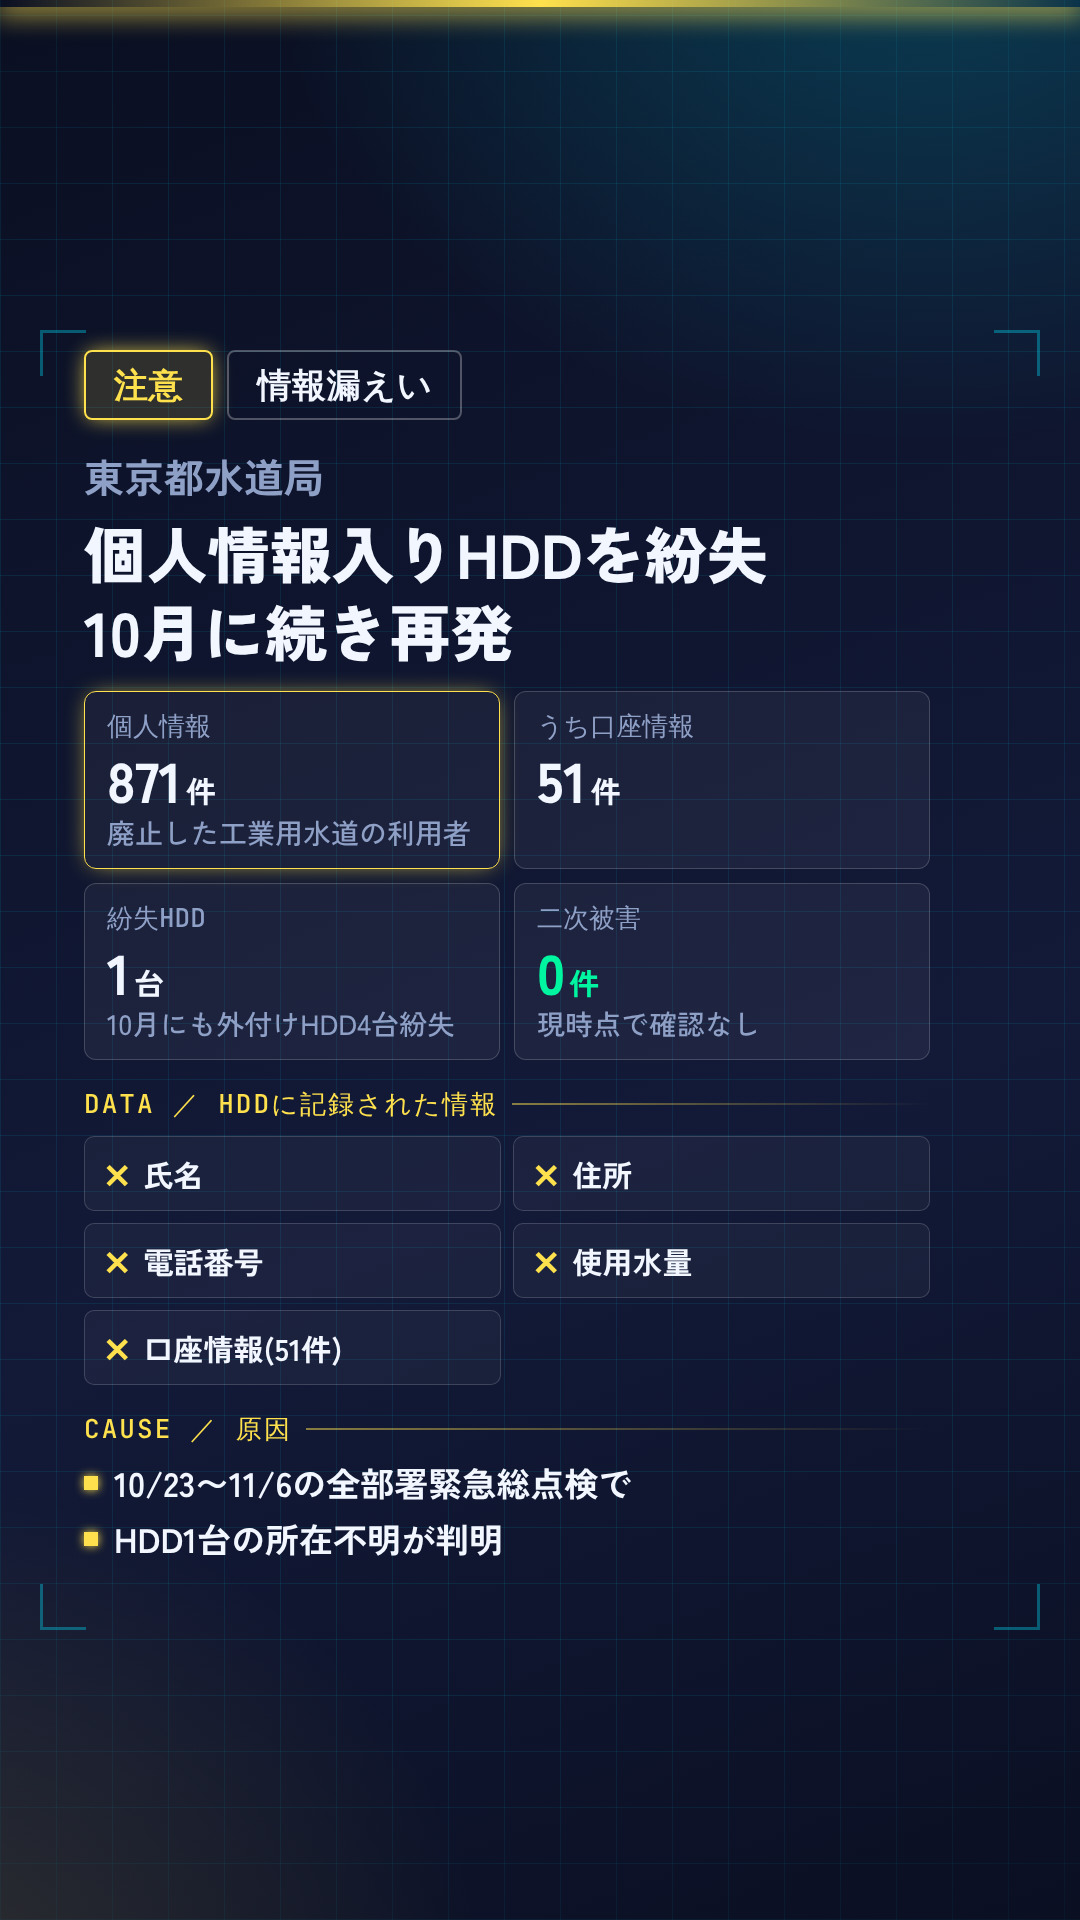 注意 情報漏えい
東京都水道局
個人情報入りHDDを紛失
10月に続き再発
個人情報
871件
廃止した工業用水道の利用者
うち口座情報
51件
紛失HDD
1台
10月にも外付けHDD4台紛失
二次被害
0件
現時点で確認なし
DATA ／ HDDに記録された情報
✕ 氏名
✕ 住所
✕ 電話番号
✕ 使用水量
✕ 口座情報(51件)
CAUSE ／ 原因
10/23〜11/6の全部署緊急総点検で
HDD1台の所在不明が判明